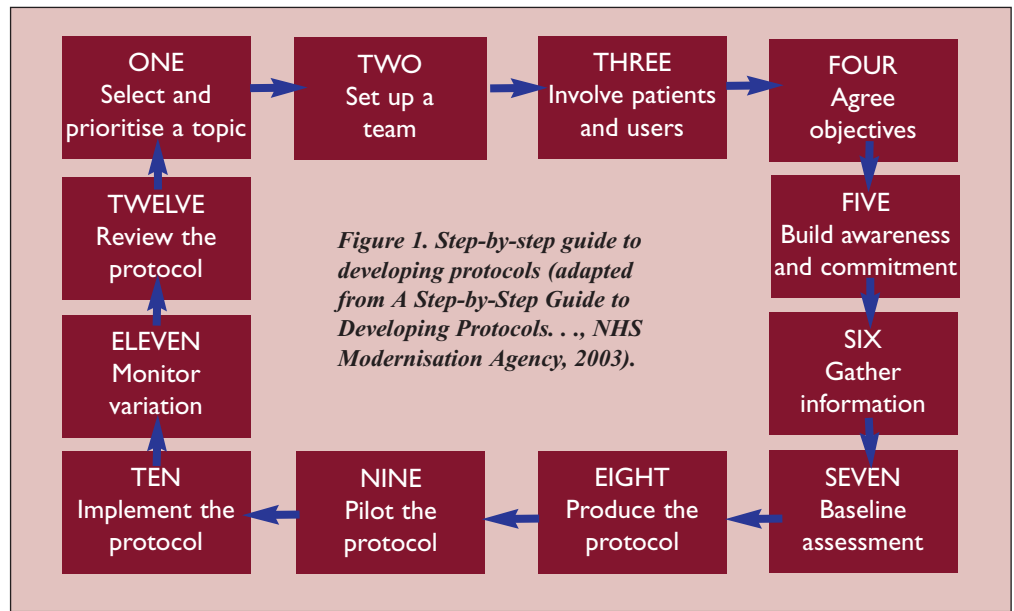 ONE
Select and
prioritise a topic
TWO
Set up a
team
THREE
Involve patients
and users
FOUR
Agree
objectives
FIVE
Build awareness
and commitment
SIX
Gather
information
SEVEN
Baseline
assessment
EIGHT
Produce the
protocol
NINE
Pilot the
protocol
TEN
Implement the
protocol
ELEVEN
Monitor
variation
TWELVE
Review the
protocol
Figure 1. Step-by-step guide to
developing protocols (adapted
from A Step-by-Step Guide to
Developing Protocols. . ., NHS
Modernisation Agency, 2003).